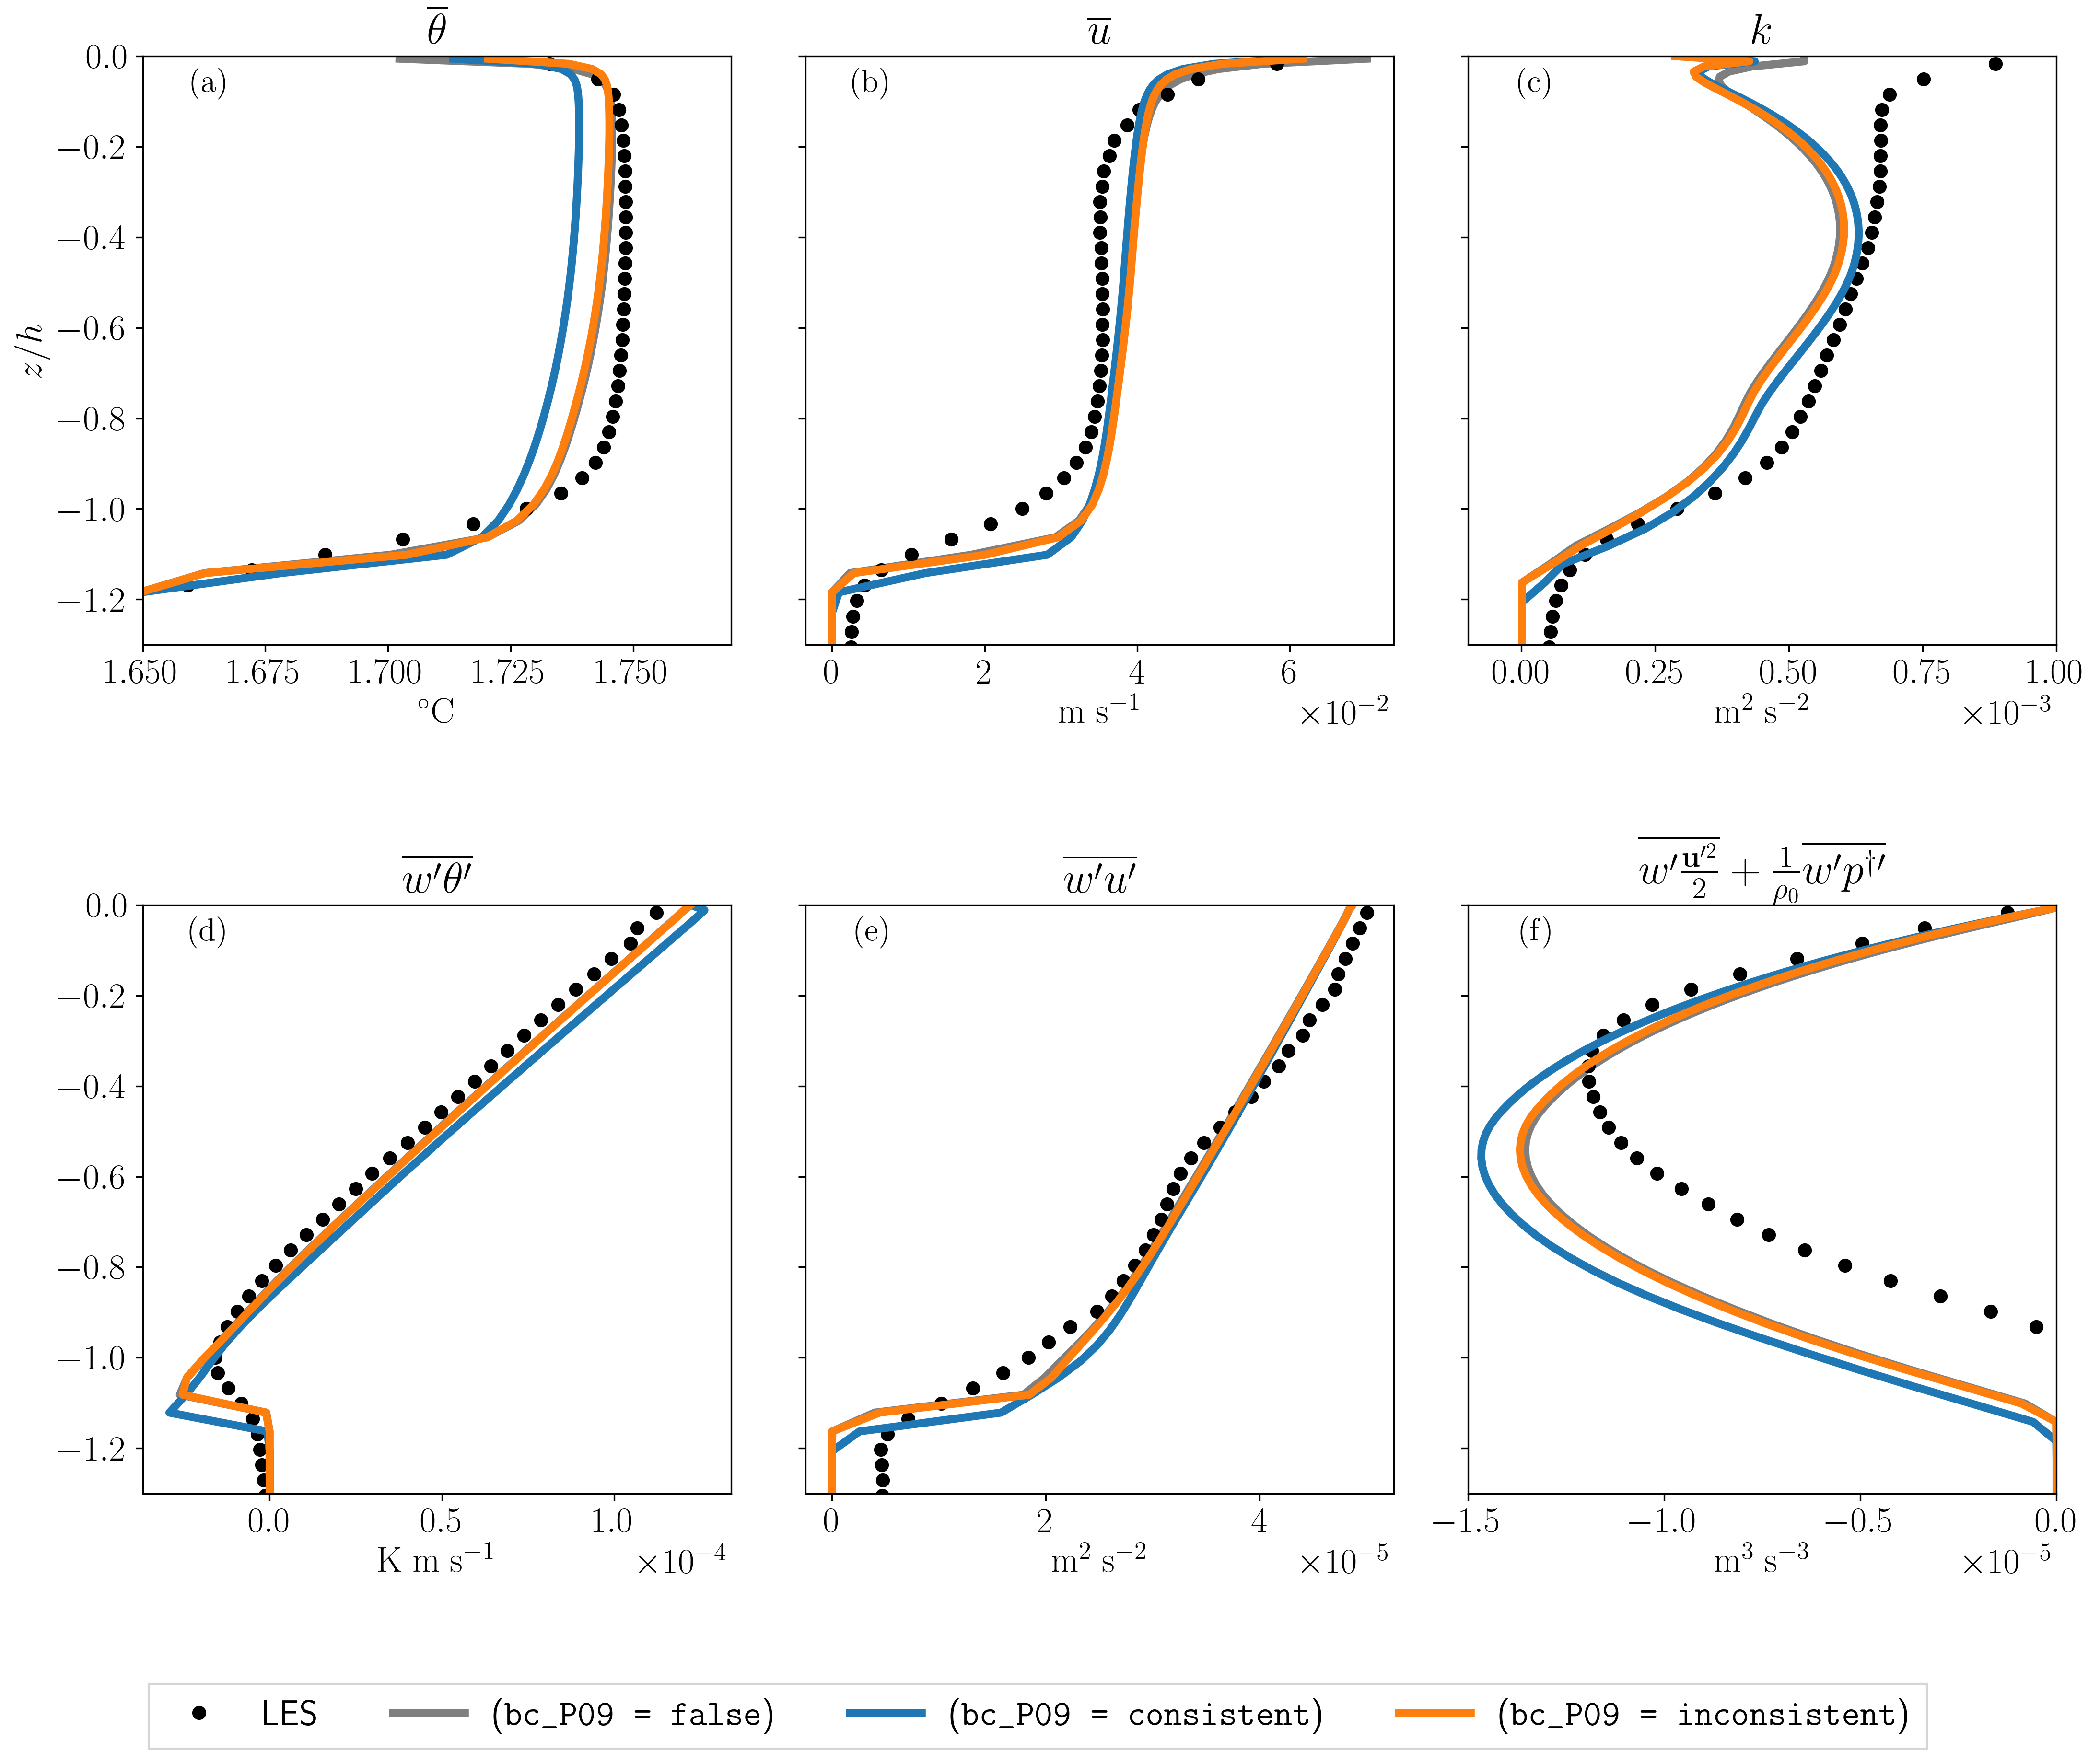 θ̅
u̅
k
(a)
(b)
(c)
z/h
0.0
−0.2
−0.4
−0.6
−0.8
−1.0
−1.2
1.650 1.675 1.700 1.725 1.750
0 2 4 6
0.00 0.25 0.50 0.75 1.00
°C
m s⁻¹ ×10⁻²
m² s⁻² ×10⁻³
w′θ′
w′u′
w′ u′²/2 + 1/ρ₀ w′p†′
(d)
(e)
(f)
0.0
−0.2
−0.4
−0.6
−0.8
−1.0
−1.2
0.0 0.5 1.0
0 2 4
−1.5 −1.0 −0.5 0.0
K m s⁻¹ ×10⁻⁴
m² s⁻² ×10⁻⁵
m³ s⁻³ ×10⁻⁵
LES (bc_P09 = false) (bc_P09 = consistent) (bc_P09 = inconsistent)